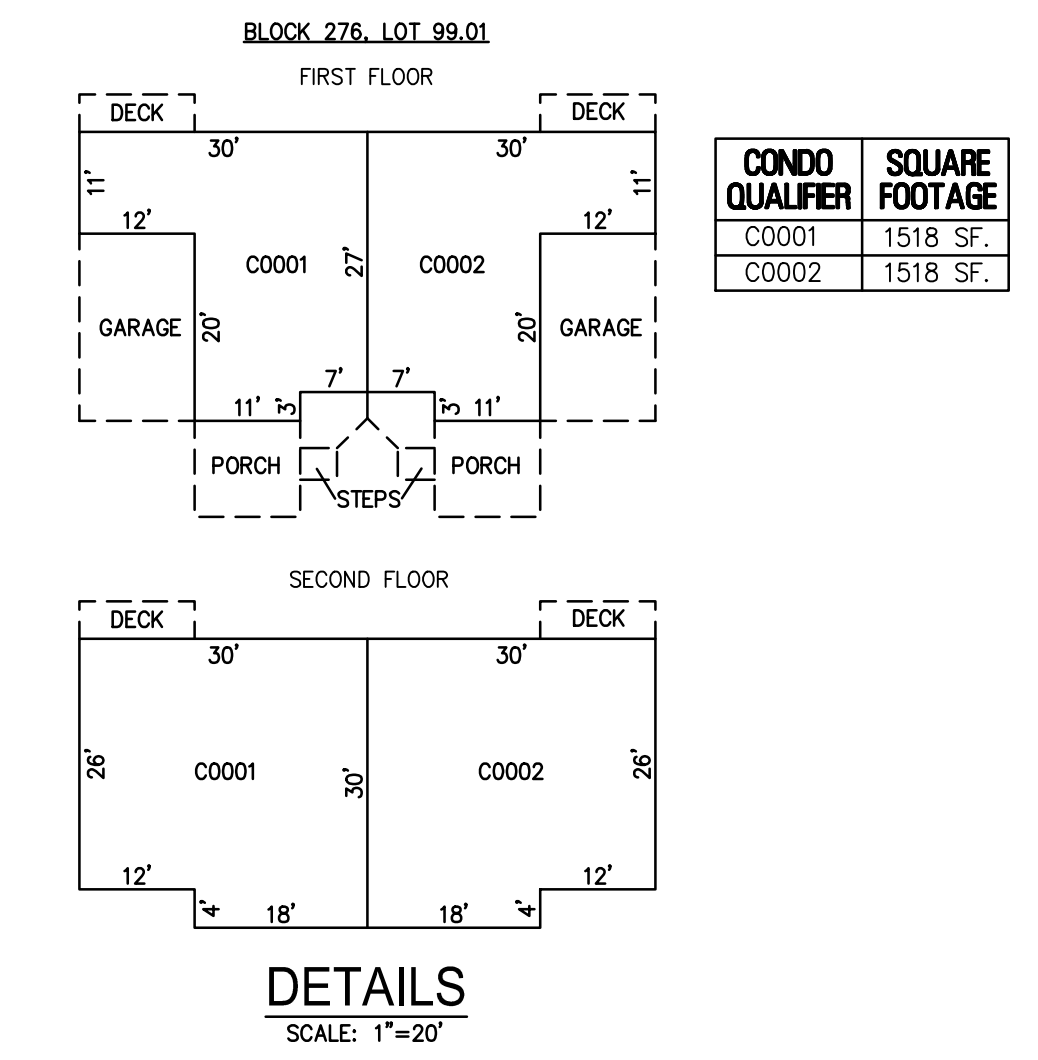 BLOCK 276, LOT 99.01
FIRST FLOOR
DECK
DECK
30'
30'
11'
11'
12'
12'
C0001
27'
C0002
GARAGE
20'
20'
GARAGE
7'
7'
11'
3'
3'
11'
PORCH
PORCH
STEPS
CONDO QUALIFIER
SQUARE FOOTAGE
C0001
1518 SF.
C0002
1518 SF.
SECOND FLOOR
DECK
DECK
30'
30'
26'
C0001
30'
C0002
26'
12'
12'
4'
18'
18'
4'
DETAILS
SCALE: 1"=20'